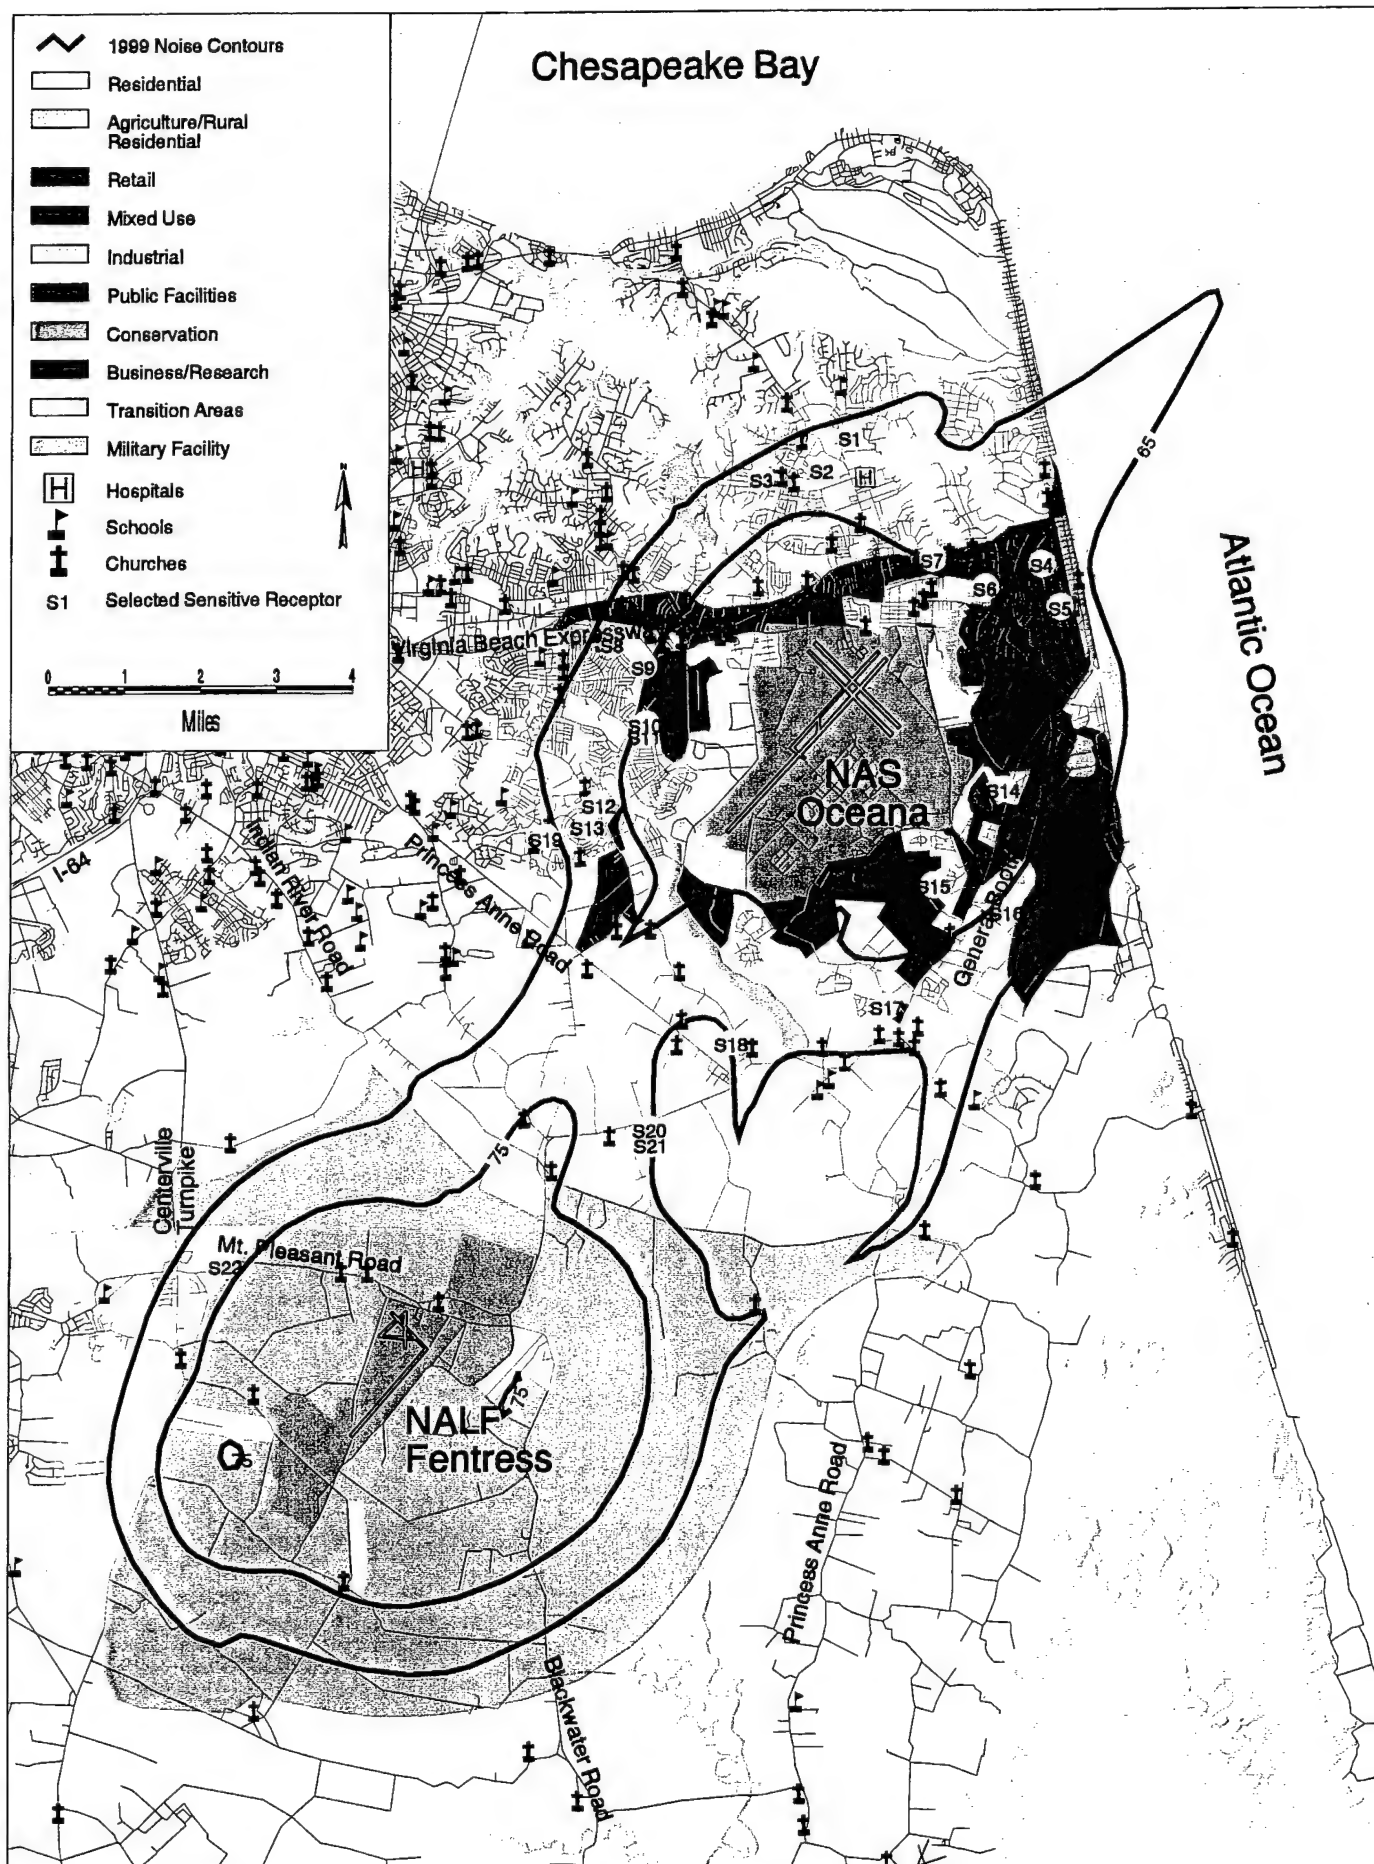 1999 Noise Contours
Residential
Agriculture/Rural
Residential
Retail
Mixed Use
Industrial
Public Facilities
Conservation
Business/Research
Transition Areas
Military Facility
H Hospitals
Schools
Churches
S1 Selected Sensitive Receptor
N
0 1 2 3 4
Miles
Chesapeake Bay
Atlantic Ocean
65
S1
S2
S3
H
H
S7
S4
S6
S5
Virginia Beach Expressway
S8
S9
S10
S11
NAS
Oceana
S14
S12
S13
S19
S15
S16
General Booth
I-64
Indian River Road
Princess Anne Road
S17
S18
S20
S21
75
Centerville
Turnpike
Mt. Pleasant Road
S22
NALF
Fentress
75
75
Princess Anne Road
Blackwater Road